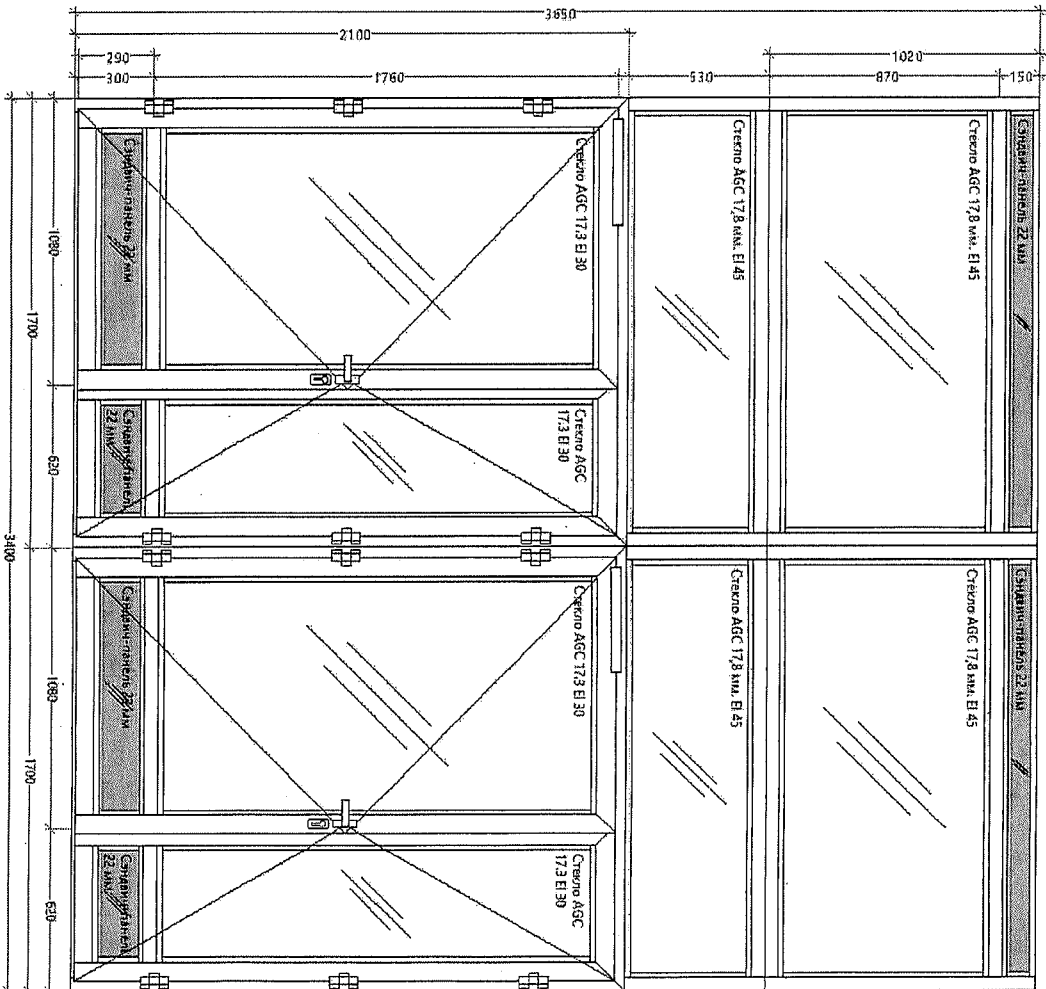 3650
2100
290
1020
300
1760
530
870
150
Сэндвич-панель 22 мм
Стекло AGC 17,8 мм. EI 45
Стекло AGC 17,8 мм. EI 45
Стекло AGC 17.3 EI 30
Сэндвич-панель 22 мм
Стекло AGC
17.3 EI 30
Сэндвич-панель
22 мм
Сэндвич-панель 22 мм
Стекло AGC 17,8 мм. EI 45
Стекло AGC 17,8 мм. EI 45
Стекло AGC 17.3 EI 30
Сэндвич-панель 22 мм
Стекло AGC
17.3 EI 30
Сэндвич-панель
22 мм
1080
620
1080
620
1700
1700
3400